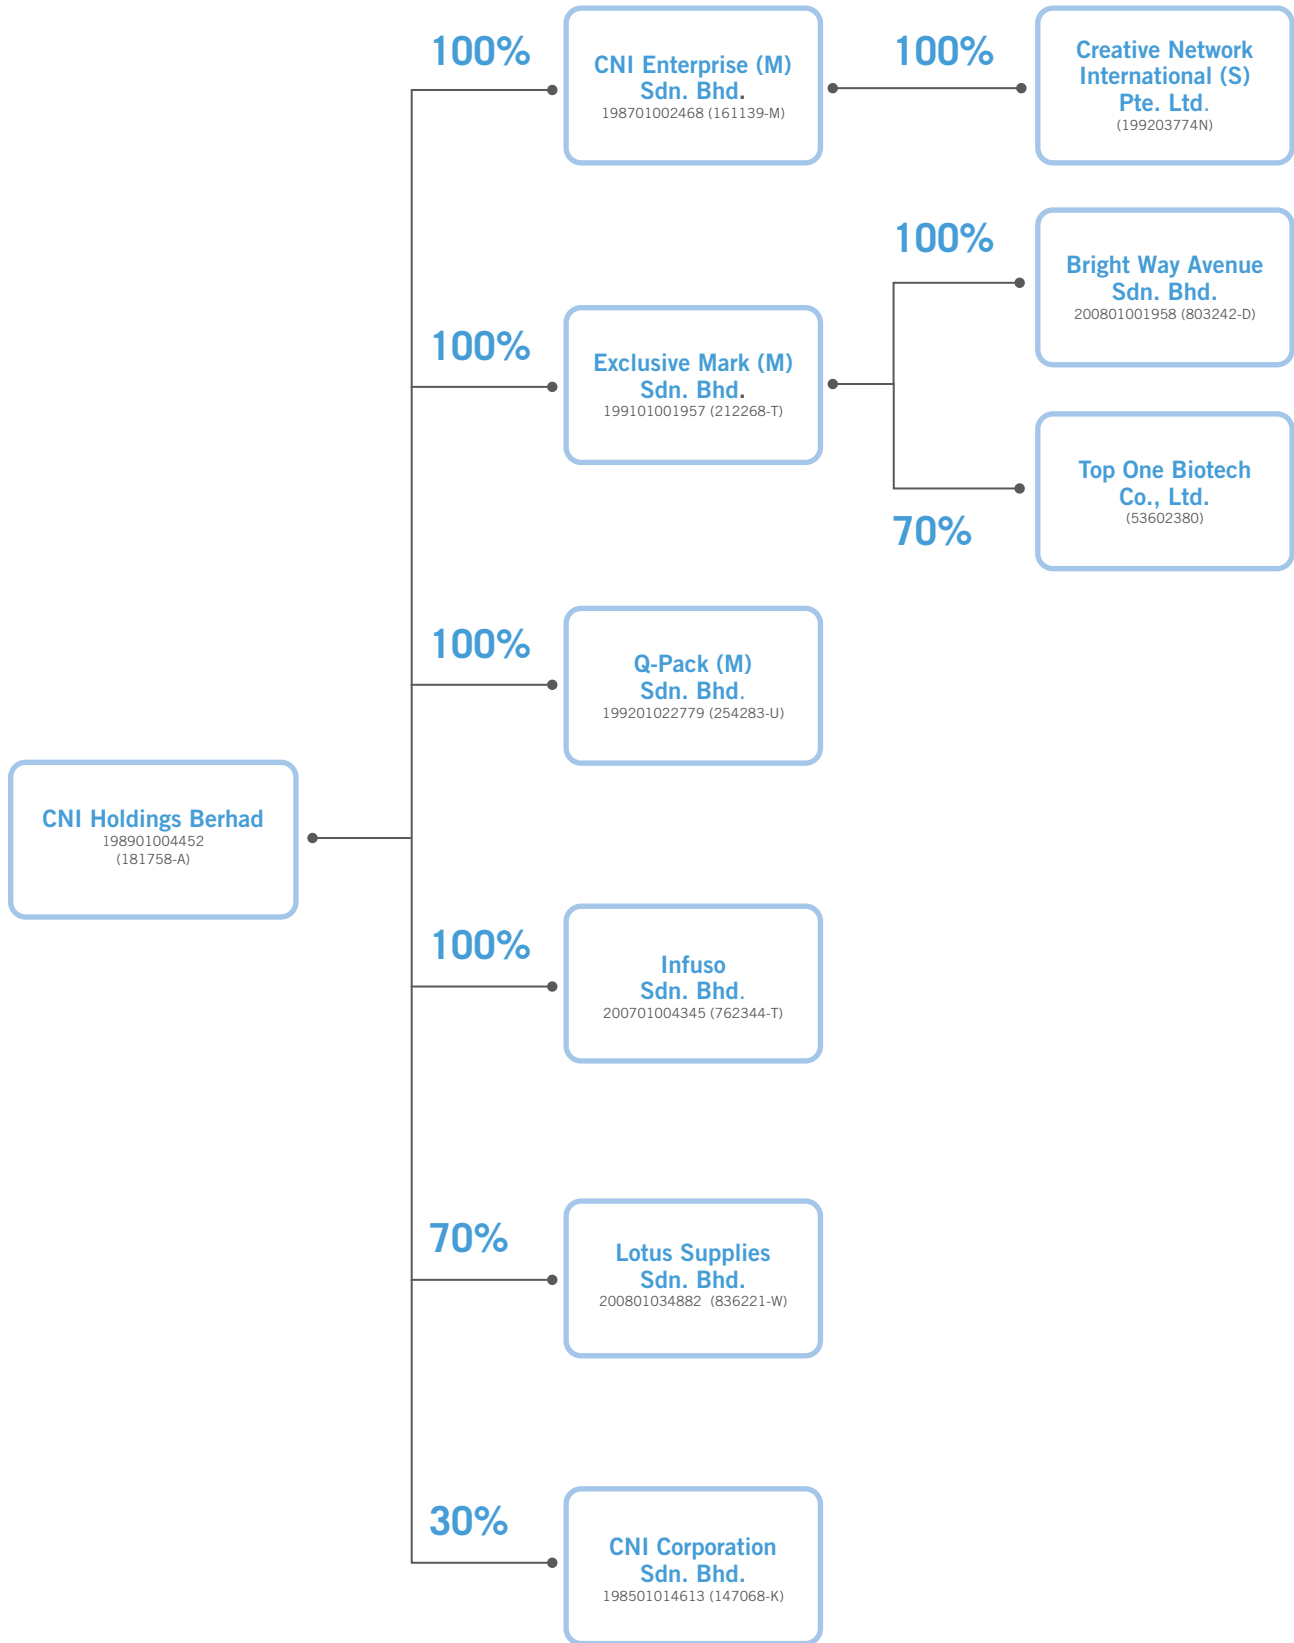 100%
CNI Enterprise (M)
Sdn. Bhd.
198701002468 (161139-M)
100%
Creative Network
International (S)
Pte. Ltd.
(199203774N)
100%
Bright Way Avenue
Sdn. Bhd.
200801001958 (803242-D)
100%
Exclusive Mark (M)
Sdn. Bhd.
199101001957 (212268-T)
70%
Top One Biotech
Co., Ltd.
(53602380)
100%
Q-Pack (M)
Sdn. Bhd.
199201022779 (254283-U)
CNI Holdings Berhad
198901004452
(181758-A)
100%
Infuso
Sdn. Bhd.
200701004345 (762344-T)
70%
Lotus Supplies
Sdn. Bhd.
200801034882  (836221-W)
30%
CNI Corporation
Sdn. Bhd.
198501014613 (147068-K)